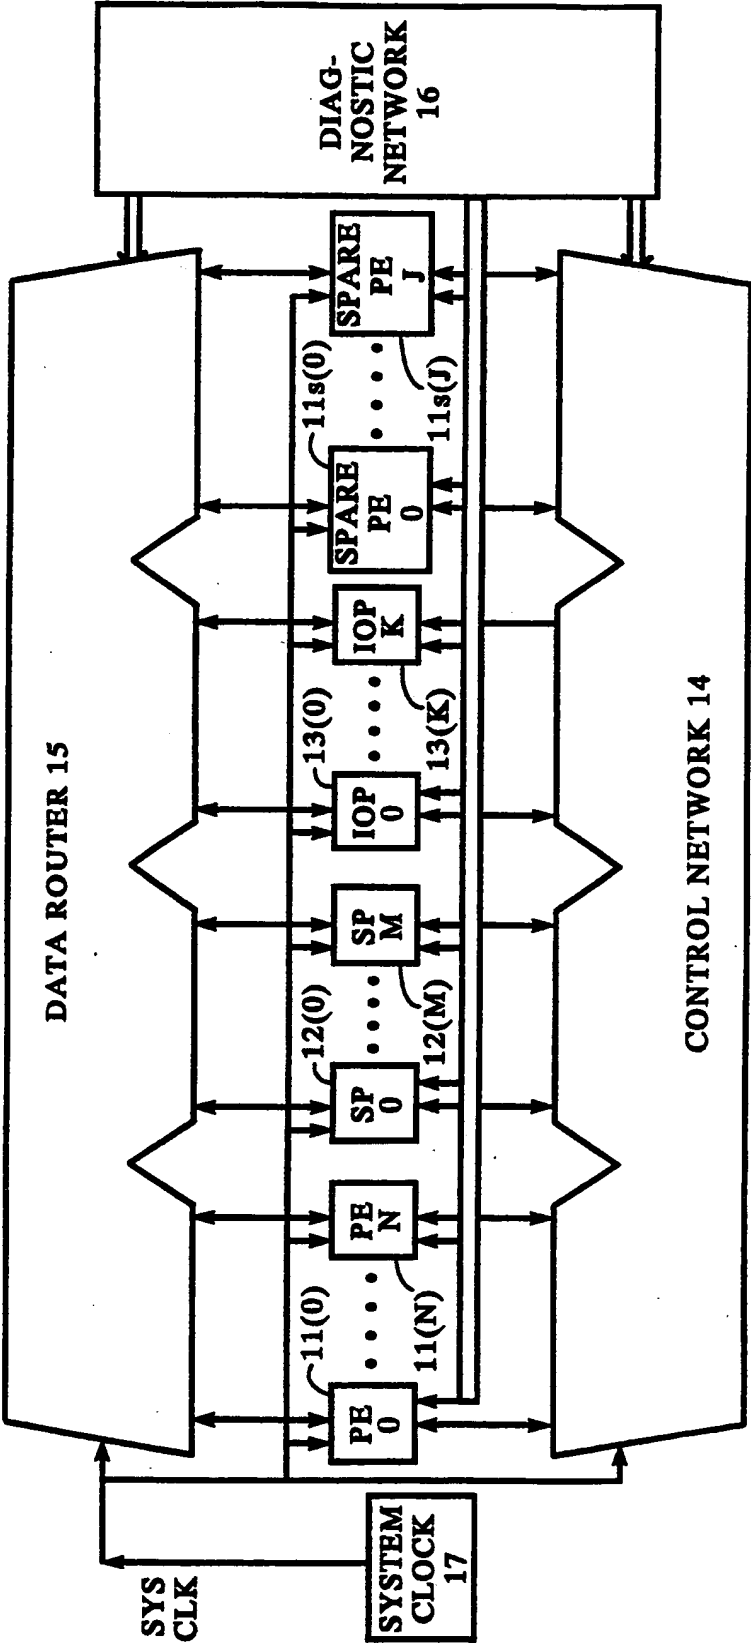 DATA ROUTER 15
SYS
CLK
SYSTEM
CLOCK
17
11(0)
12(0)
13(0)
11s(0)
PE
0
PE
N
SP
0
SP
M
IOP
0
IOP
K
SPARE
PE
0
SPARE
PE
J
11(N)
12(M)
13(K)
11s(J)
DIAG-
NOSTIC
NETWORK
16
CONTROL NETWORK 14